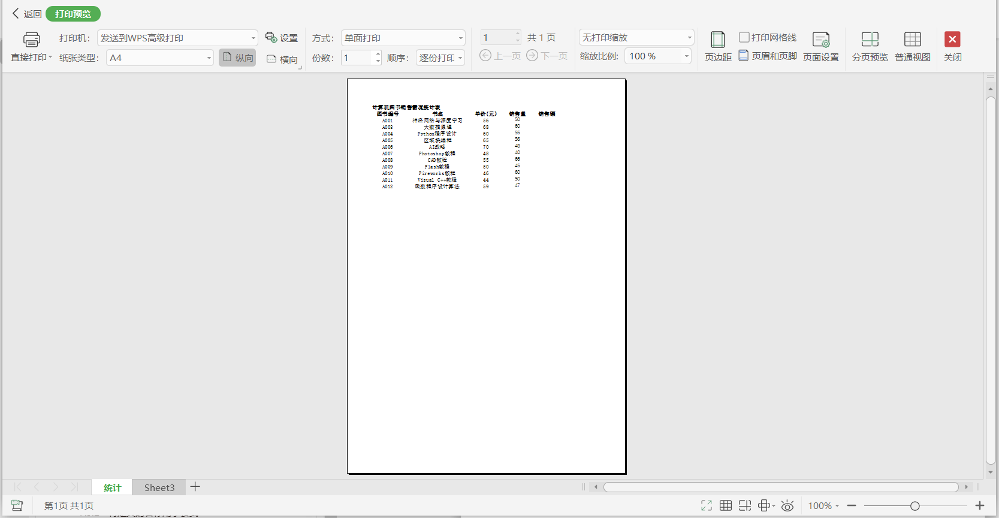 返回 打印预览
直接打印
打印机： 发送到WPS高级打印 设置
纸张类型： A4 纵向 横向
方式： 单面打印
份数： 1 顺序： 逐份打印
1 共 1 页
上一页 下一页
无打印缩放
缩放比例: 100 %
页边距
打印网格线
页眉和页脚
页面设置
分页预览
普通视图
关闭
计算机图书销售情况统计表
图书编号 书名 单价(元) 销售量 销售额
A001 神经网络与深度学习 56 50
A003 大数据原理 68 60
A004 Python程序设计 60 55
A005 区域块编程 65 56
A006 AI战略 70 48
A007 Photoshop教程 48 40
A008 CAD教程 55 66
A009 Flash教程 50 45
A010 Fireworks教程 46 60
A011 Visual C++教程 44 50
A012 函数程序设计算法 59 47
统计 Sheet3
第1页 共1页 100%